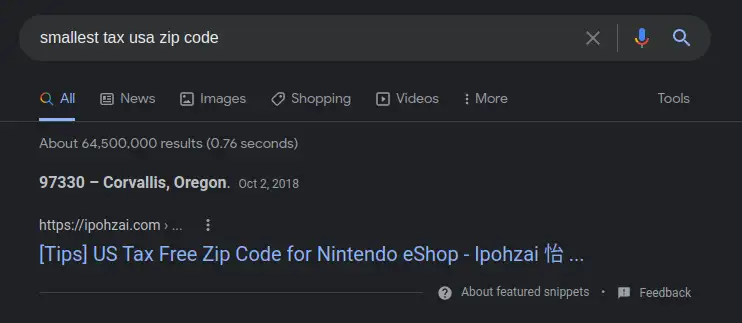 smallest tax usa zip code
All News Images Shopping Videos More Tools
About 64,500,000 results (0.76 seconds)
97330 – Corvallis, Oregon. Oct 2, 2018
https://ipohzai.com › ...
[Tips] US Tax Free Zip Code for Nintendo eShop - Ipohzai 怡 ...
About featured snippets • Feedback